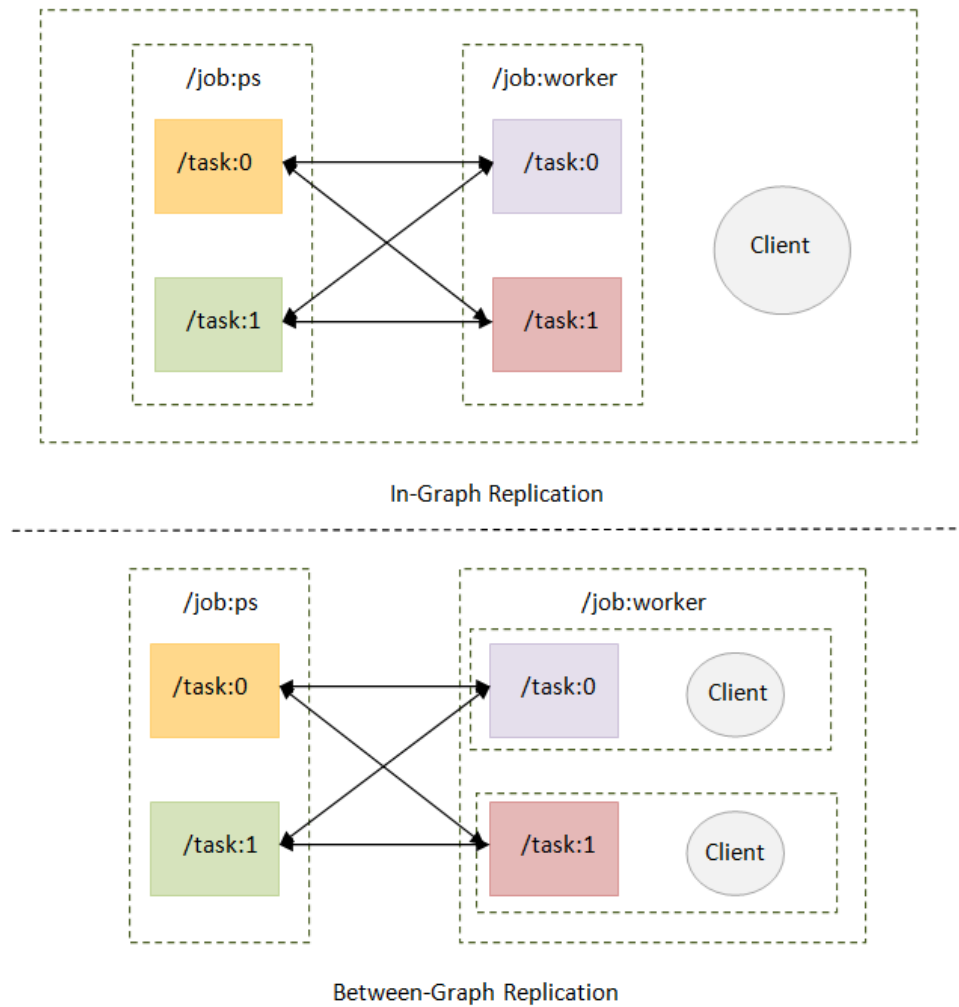 /job:ps
/job:worker
/task:0
/task:0
Client
/task:1
/task:1
In-Graph Replication
/job:ps
/job:worker
/task:0
/task:0
Client
/task:1
/task:1
Client
Between-Graph Replication